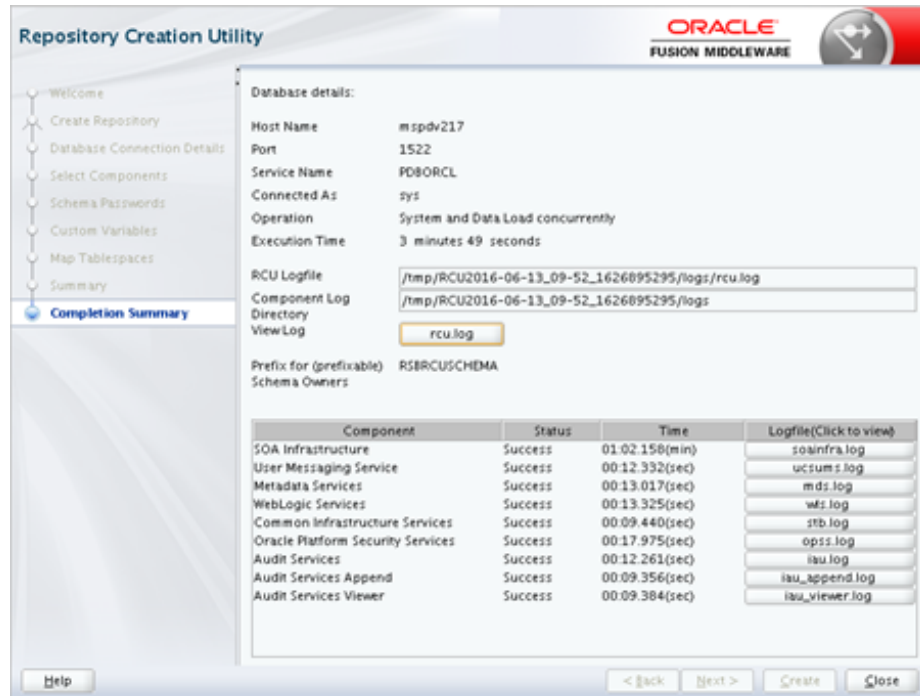 Repository Creation Utility
ORACLE
FUSION MIDDLEWARE
Welcome
Create Repository
Database Connection Details
Select Components
Schema Passwords
Custom Variables
Map Tablespaces
Summary
Completion Summary
Database details:
Host Name mspdv217
Port 1522
Service Name PDBORCL
Connected As sys
Operation System and Data Load concurrently
Execution Time 3 minutes 49 seconds
RCU Logfile /tmp/RCU2016-06-13_09-52_1626895295/logs/rcu.log
Component Log Directory /tmp/RCU2016-06-13_09-52_1626895295/logs
View Log rcu.log
Prefix for (prefixable) Schema Owners RSBRCUSCHEMA
Component Status Time Logfile(Click to view)
SOA Infrastructure Success 01:02.158(min) soainfra.log
User Messaging Service Success 00:12.332(sec) ucsums.log
Metadata Services Success 00:13.017(sec) mds.log
WebLogic Services Success 00:13.325(sec) wls.log
Common Infrastructure Services Success 00:09.440(sec) stb.log
Oracle Platform Security Services Success 00:17.975(sec) opss.log
Audit Services Success 00:12.261(sec) iau.log
Audit Services Append Success 00:09.356(sec) iau_append.log
Audit Services Viewer Success 00:09.384(sec) iau_viewer.log
Help < Back Next > Create Close